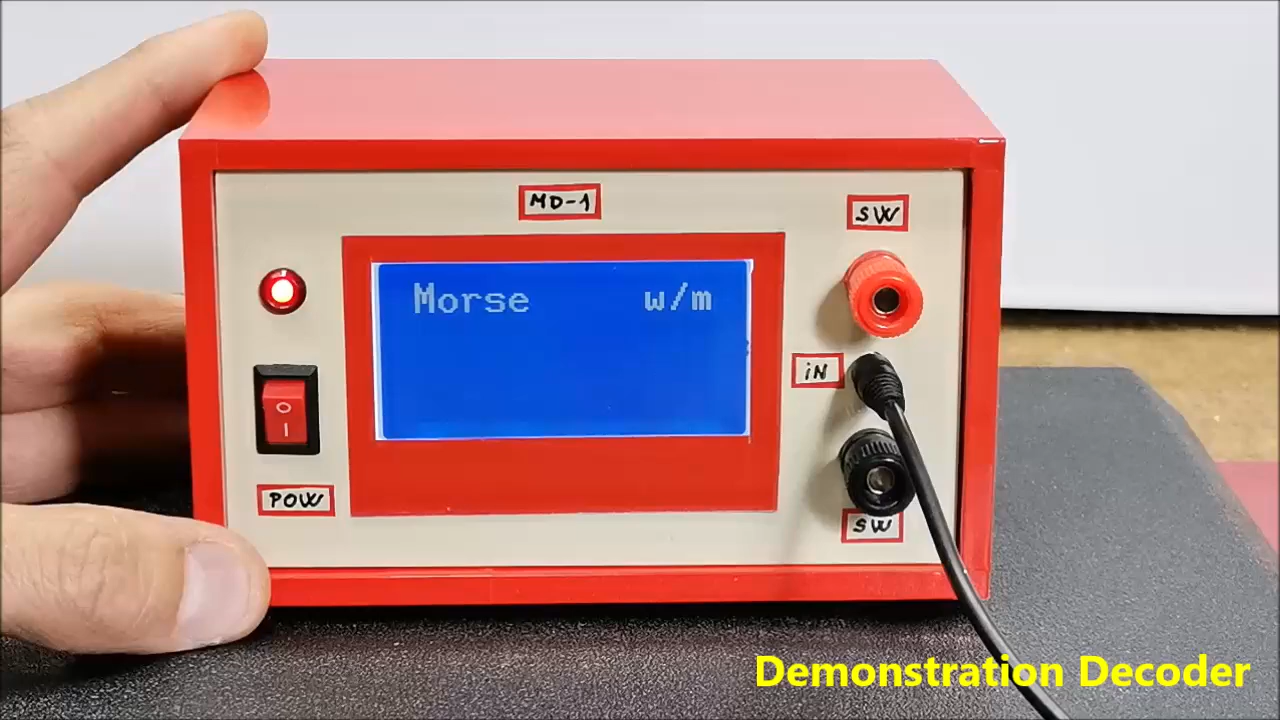 MD-1
SW
Morse w/m
iN
POW
SW
Demonstration Decoder